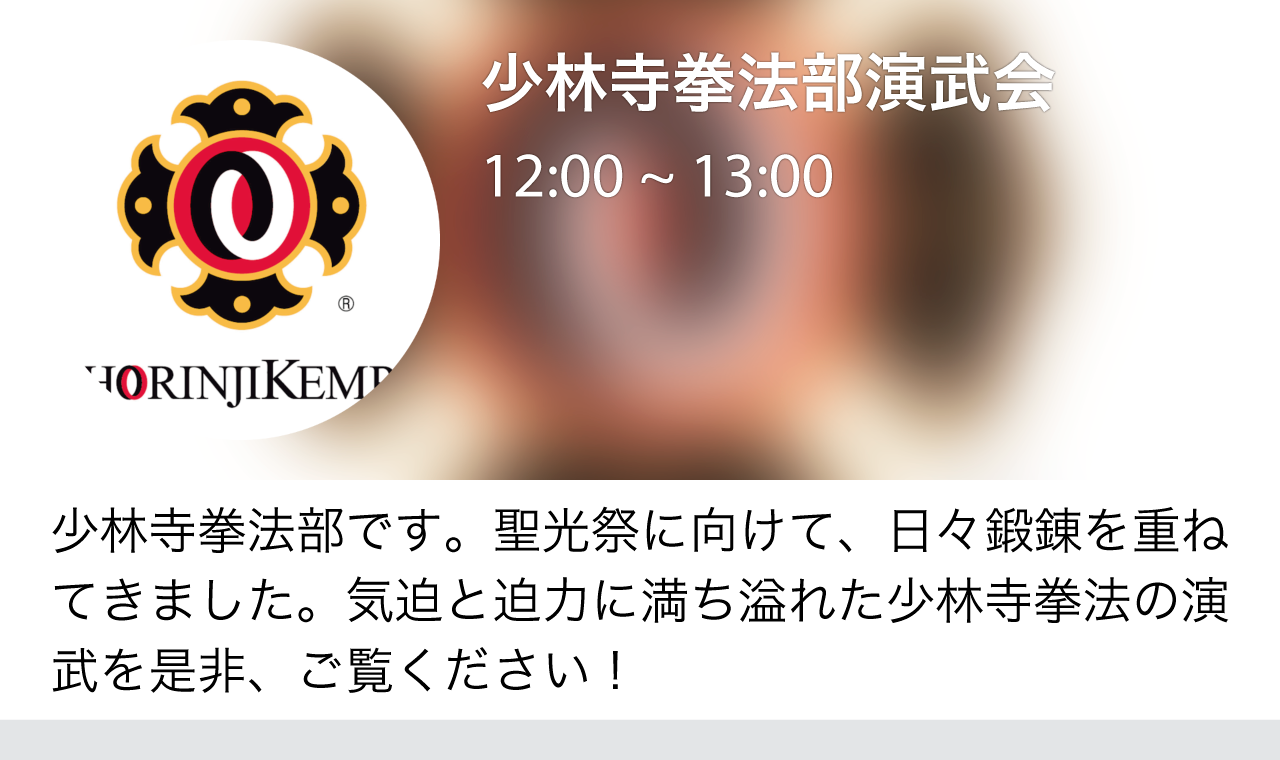 少林寺拳法部演武会
12:00 ~ 13:00
®
HORINJIKEMP
少林寺拳法部です。聖光祭に向けて、日々鍛錬を重ね
てきました。気迫と迫力に満ち溢れた少林寺拳法の演
武を是非、ご覧ください！